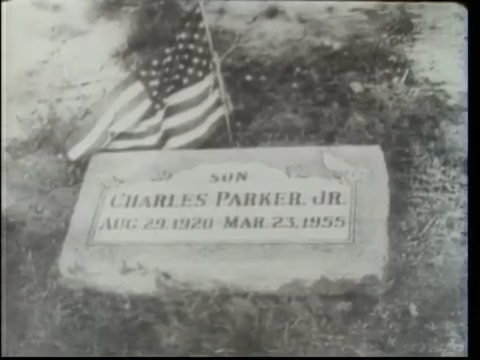 SON
CHARLES PARKER, JR.
AUG. 29, 1920 - MAR. 23, 1955